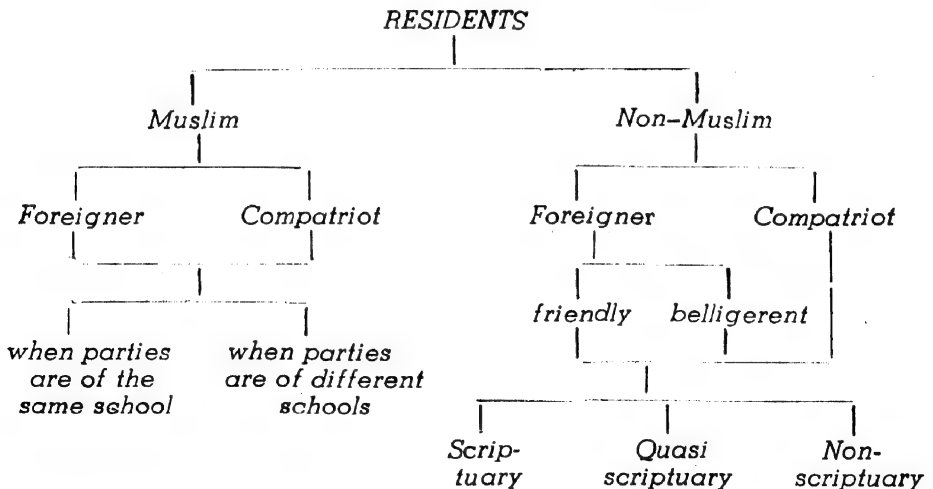 RESIDENTS
Muslim Non-Muslim
Foreigner Compatriot Foreigner Compatriot
friendly belligerent
when parties
are of the
same school
when parties
are of different
schools
Scrip-
tuary
Quasi
scriptuary
Non-
scriptuary